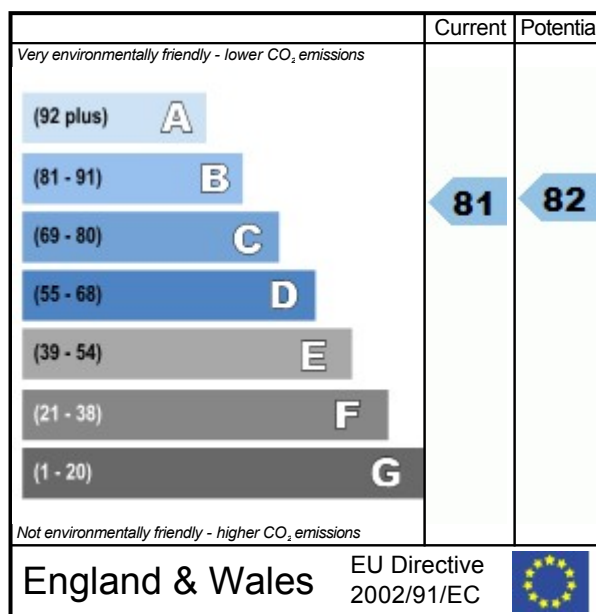 Current Potentia
Very environmentally friendly - lower CO₂ emissions
(92 plus) A
(81 - 91) B
(69 - 80) C
(55 - 68) D
(39 - 54) E
(21 - 38) F
(1 - 20) G
81 82
Not environmentally friendly - higher CO₂ emissions
England & Wales
EU Directive
2002/91/EC